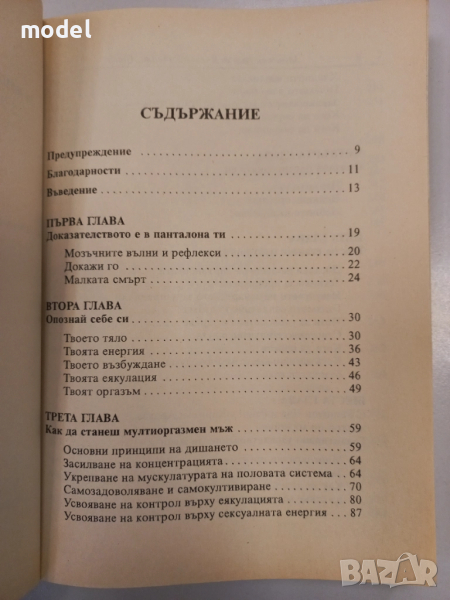 model
СЪДЪРЖАНИЕ
Предупреждение 9
Благодарности 11
Въведение 13
ПЪРВА ГЛАВА
Доказателството е в панталона ти 19
Мозъчните вълни и рефлекси 20
Докажи го 22
Малката смърт 24
ВТОРА ГЛАВА
Опознай себе си 30
Твоето тяло 30
Твоята енергия 36
Твоето възбуждане 43
Твоята еякулация 46
Твоят оргазъм 49
ТРЕТА ГЛАВА
Как да станеш мултиоргазмен мъж 59
Основни принципи на дишането 59
Засилване на концентрацията 64
Укрепване на мускулатурата на половата система 64
Самозадоволяване и самокултивиране 70
Усвояване на контрол върху еякулацията 80
Усвояване на контрол върху сексуалната енергия 87
BAZAR